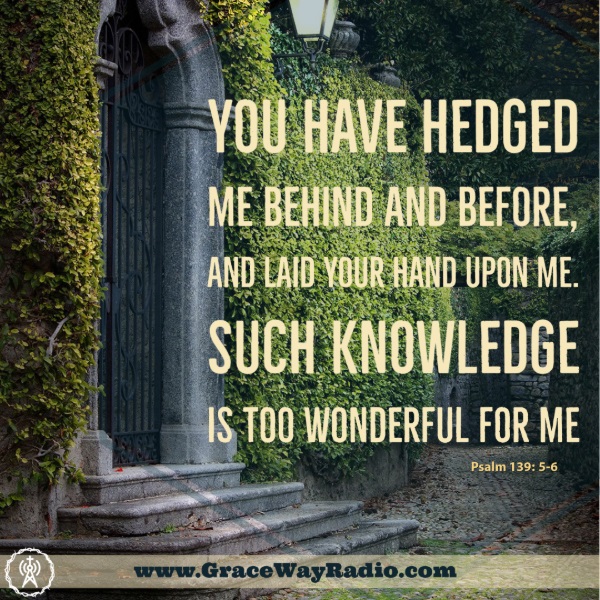 YOU HAVE HEDGED
ME BEHIND AND BEFORE,
AND LAID YOUR HAND UPON ME.
SUCH KNOWLEDGE
IS TOO WONDERFUL FOR ME
Psalm 139: 5-6
www.GraceWayRadio.com